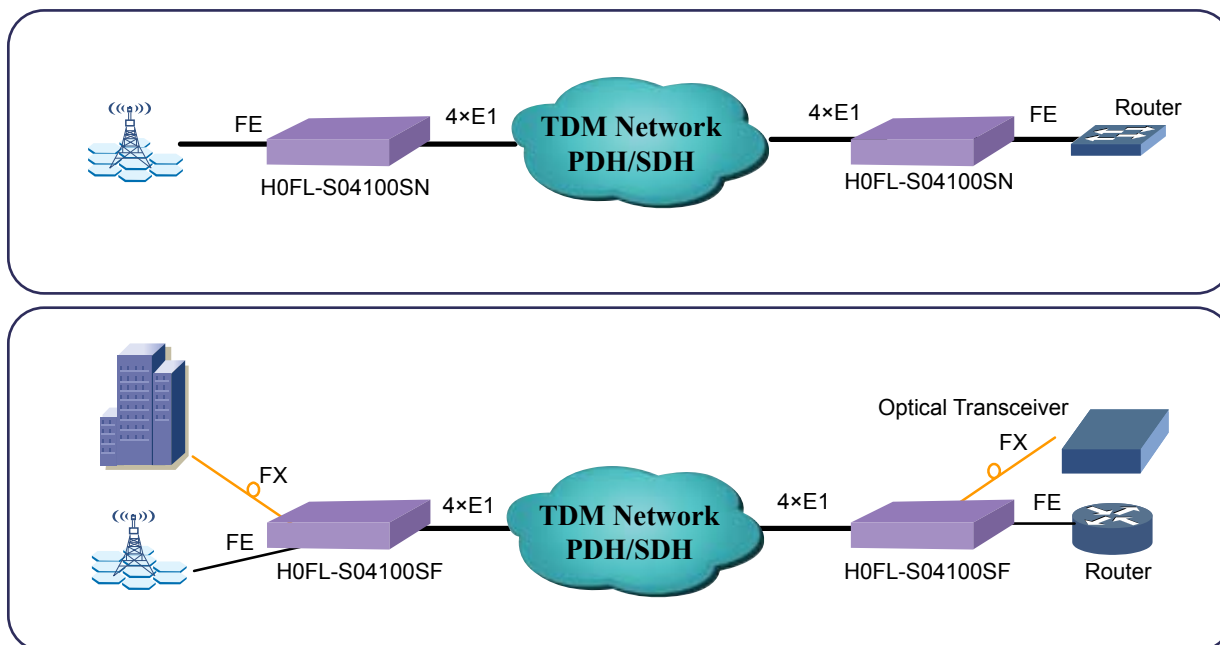 FE
4×E1
TDM Network
PDH/SDH
4×E1
FE
Router
H0FL-S04100SN
H0FL-S04100SN
Optical Transceiver
FX
FX
4×E1
TDM Network
PDH/SDH
4×E1
FE
FE
H0FL-S04100SF
H0FL-S04100SF
Router